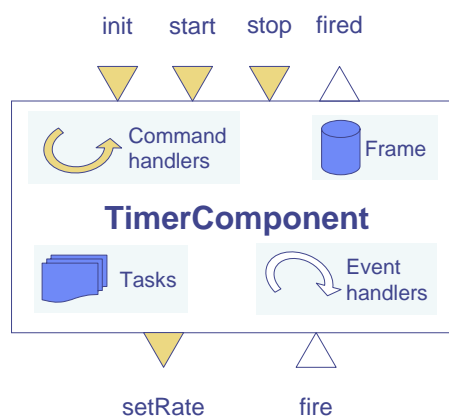 init start stop fired
Command
handlers
Frame
TimerComponent
Tasks
Event
handlers
setRate fire